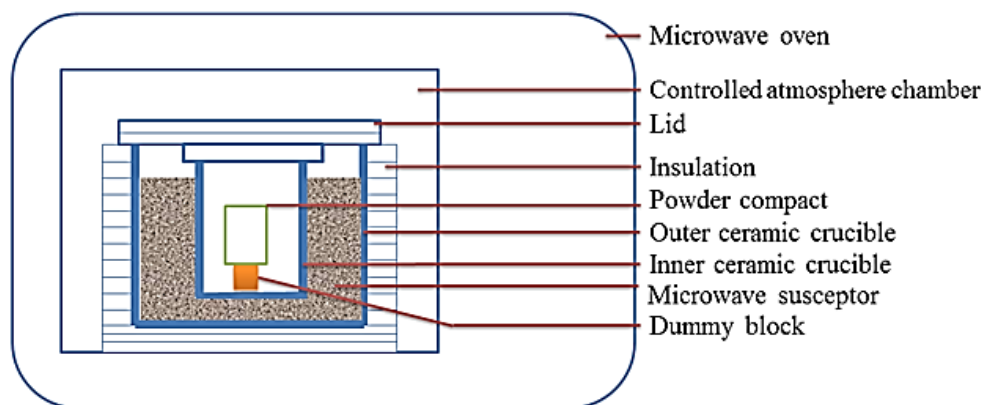 Microwave oven
Controlled atmosphere chamber
Lid
Insulation
Powder compact
Outer ceramic crucible
Inner ceramic crucible
Microwave susceptor
Dummy block